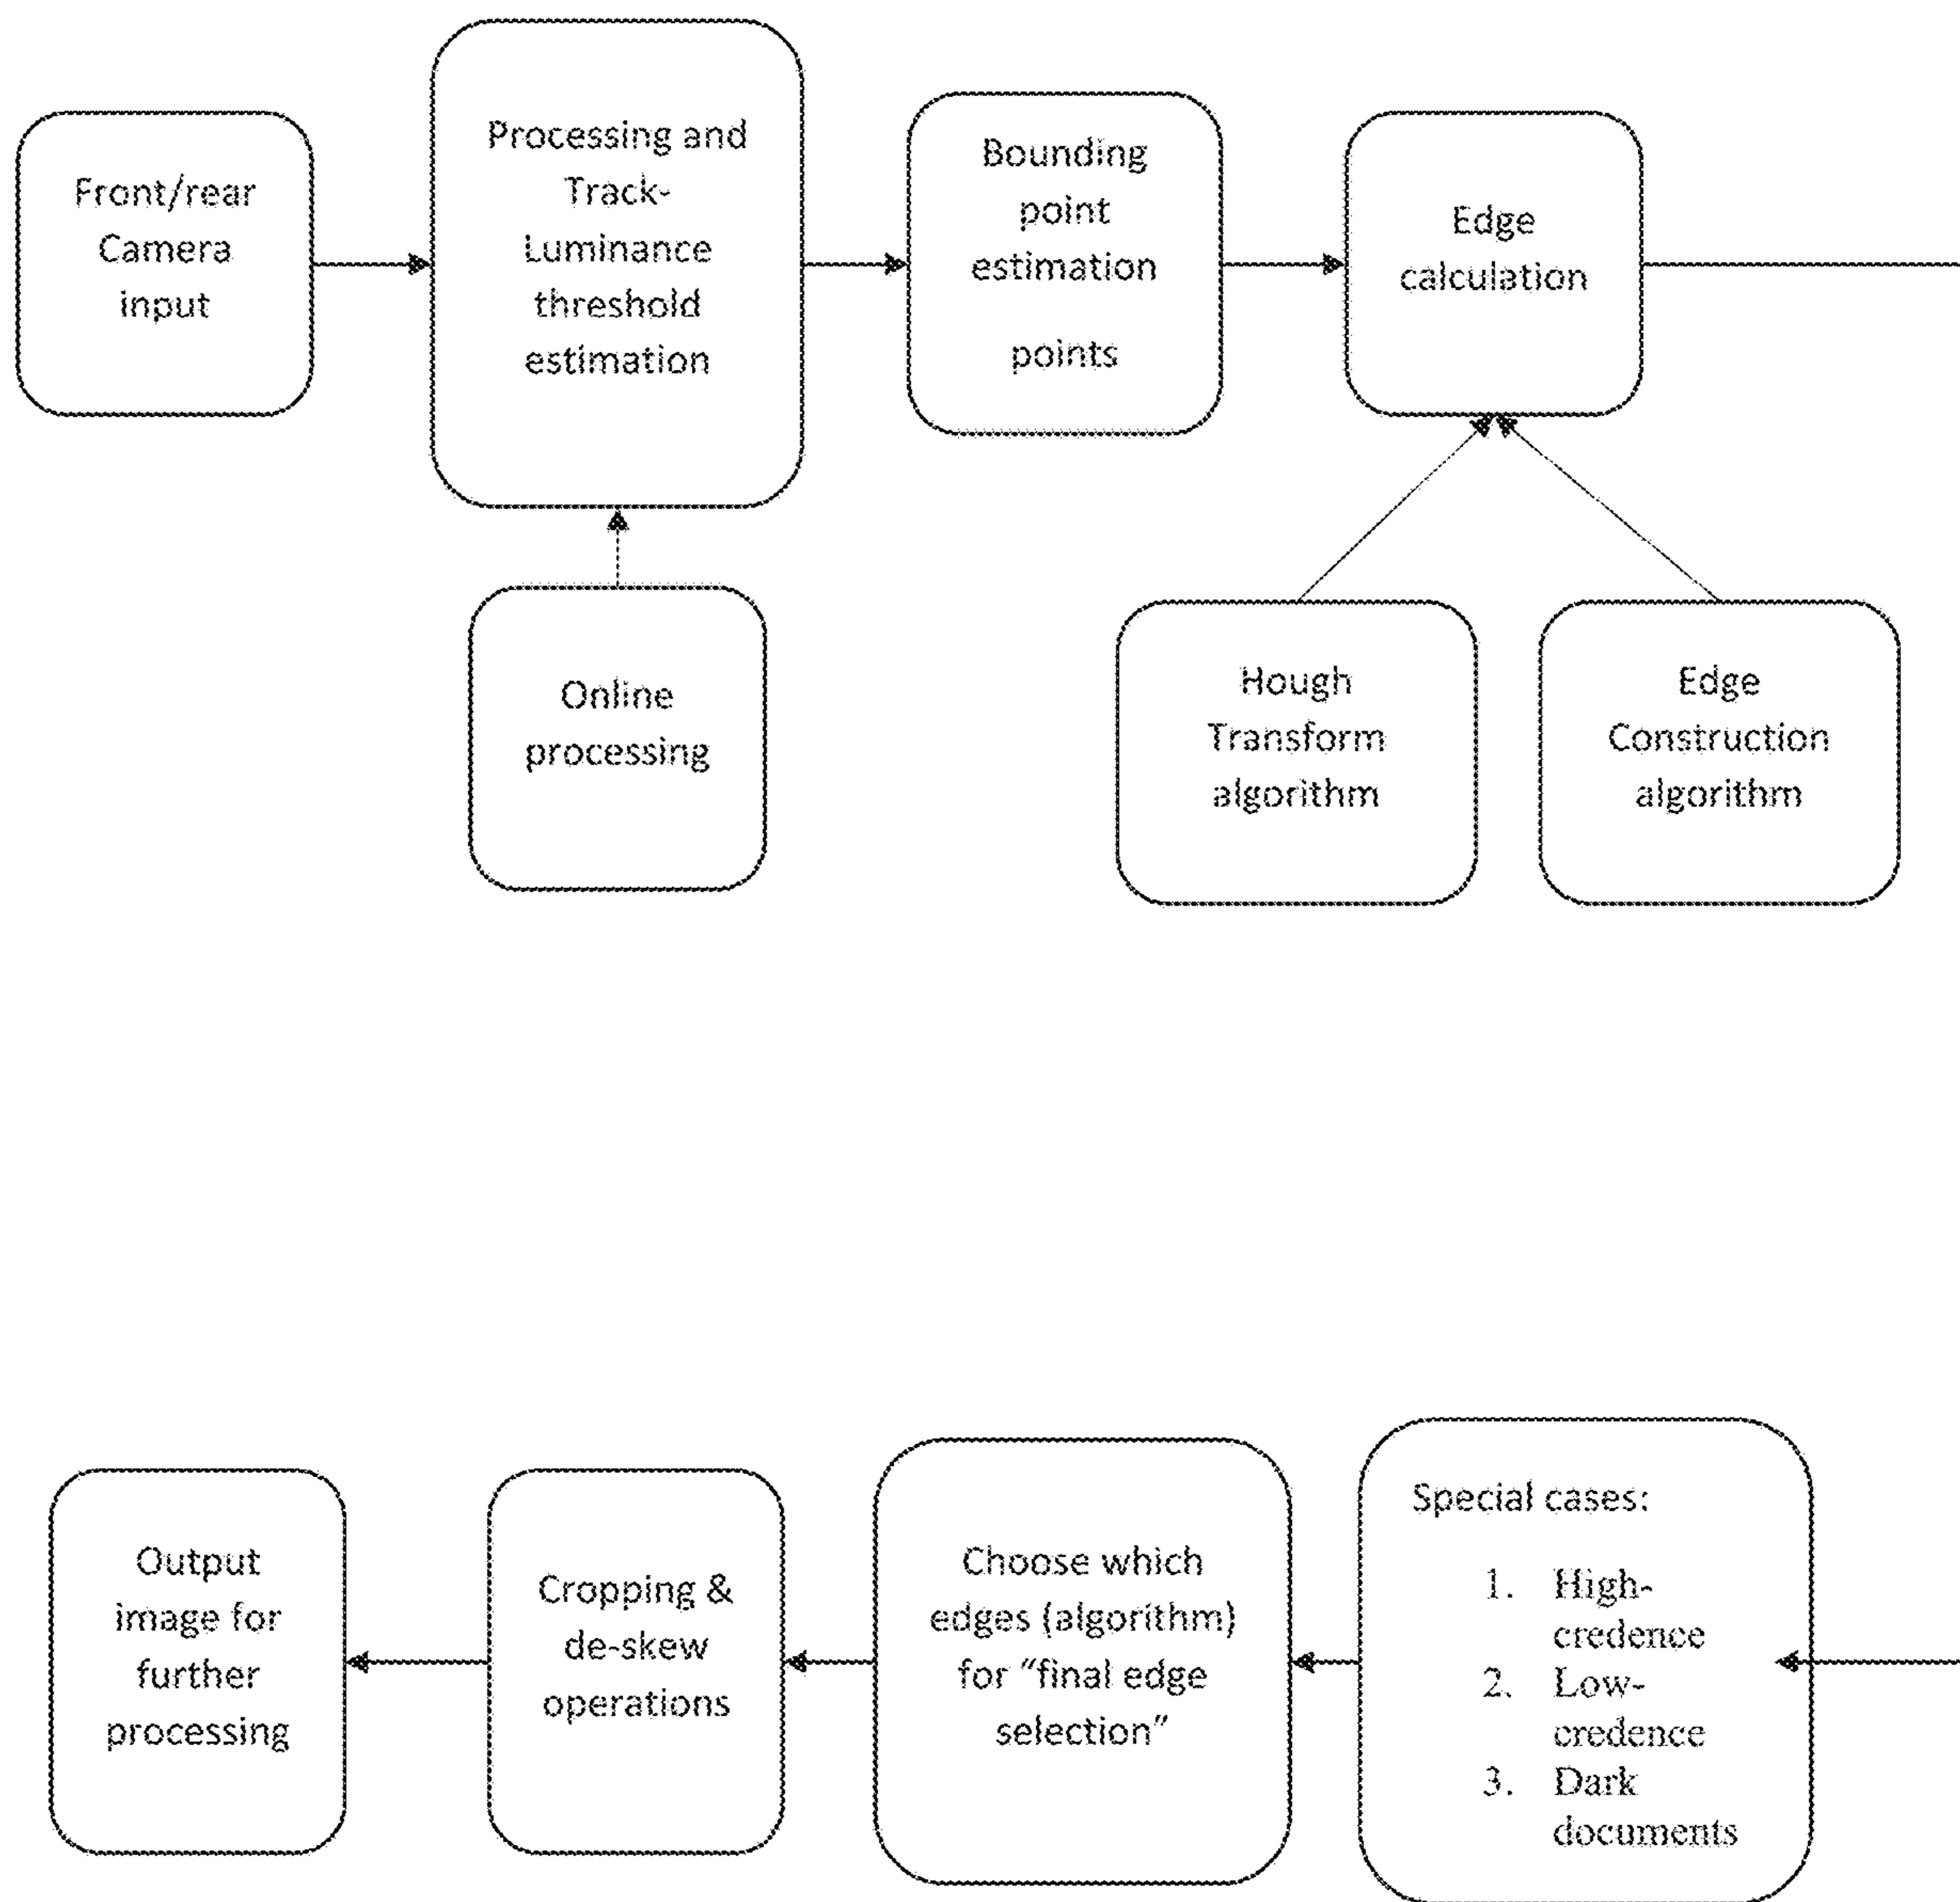 Front/rear
Camera
input
Processing and
Track-
Luminance
threshold
estimation
Bounding
point
estimation
points
Edge
calculation
Online
processing
Hough
Transform
algorithm
Edge
Construction
algorithm
Special cases:
1. High-
credence
2. Low-
credence
3. Dark
documents
Choose which
edges (algorithm)
for “final edge
selection”
Cropping &
de-skew
operations
Output
image for
further
processing